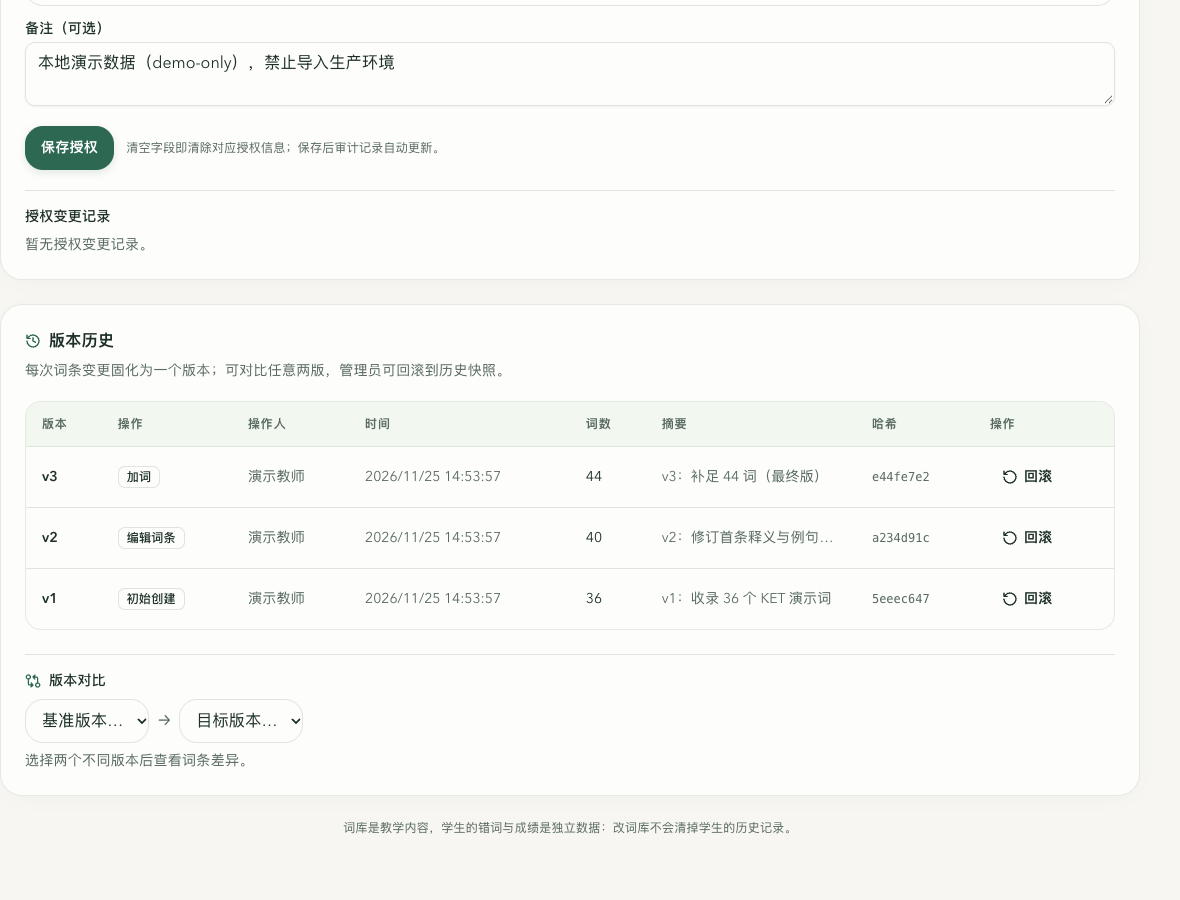 备注（可选）
本地演示数据（demo-only），禁止导入生产环境
保存授权
清空字段即清除对应授权信息；保存后审计记录自动更新。
授权变更记录
暂无授权变更记录。
版本历史
每次词条变更固化为一个版本；可对比任意两版，管理员可回滚到历史快照。
版本 操作 操作人 时间 词数 摘要 哈希 操作
v3 加词 演示教师 2026/11/25 14:53:57 44 v3：补足 44 词（最终版） e44fe7e2 回滚
v2 编辑词条 演示教师 2026/11/25 14:53:57 40 v2：修订首条释义与例句… a234d91c 回滚
v1 初始创建 演示教师 2026/11/25 14:53:57 36 v1：收录 36 个 KET 演示词 5eeec647 回滚
版本对比
基准版本… → 目标版本…
选择两个不同版本后查看词条差异。
词库是教学内容，学生的错词与成绩是独立数据：改词库不会清掉学生的历史记录。